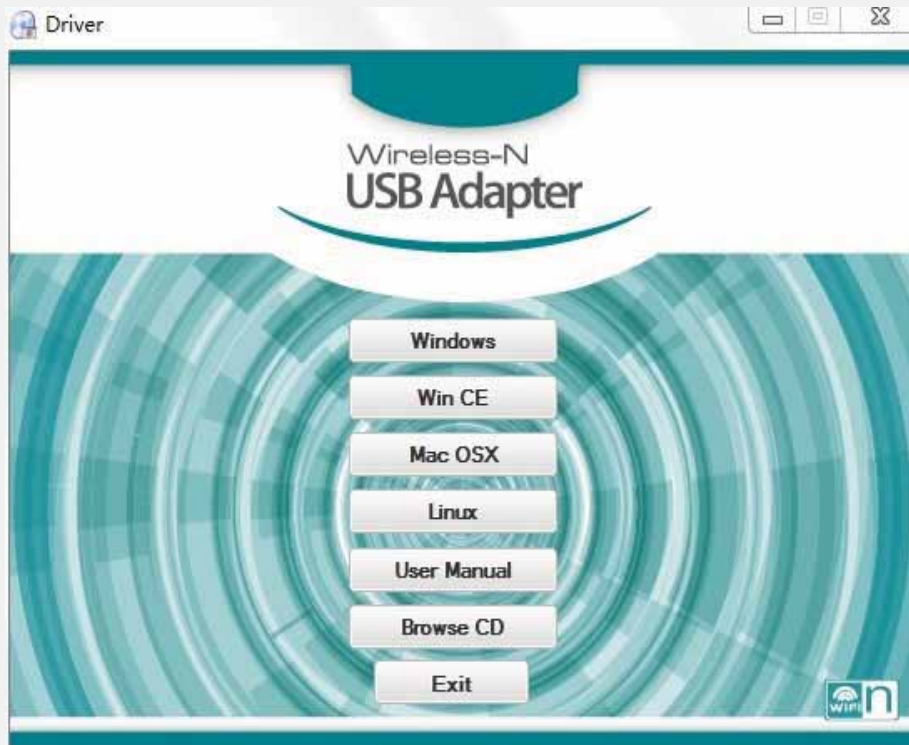 Driver
Wireless-N
USB Adapter
Windows
Win CE
Mac OSX
Linux
User Manual
Browse CD
Exit
WIFI n